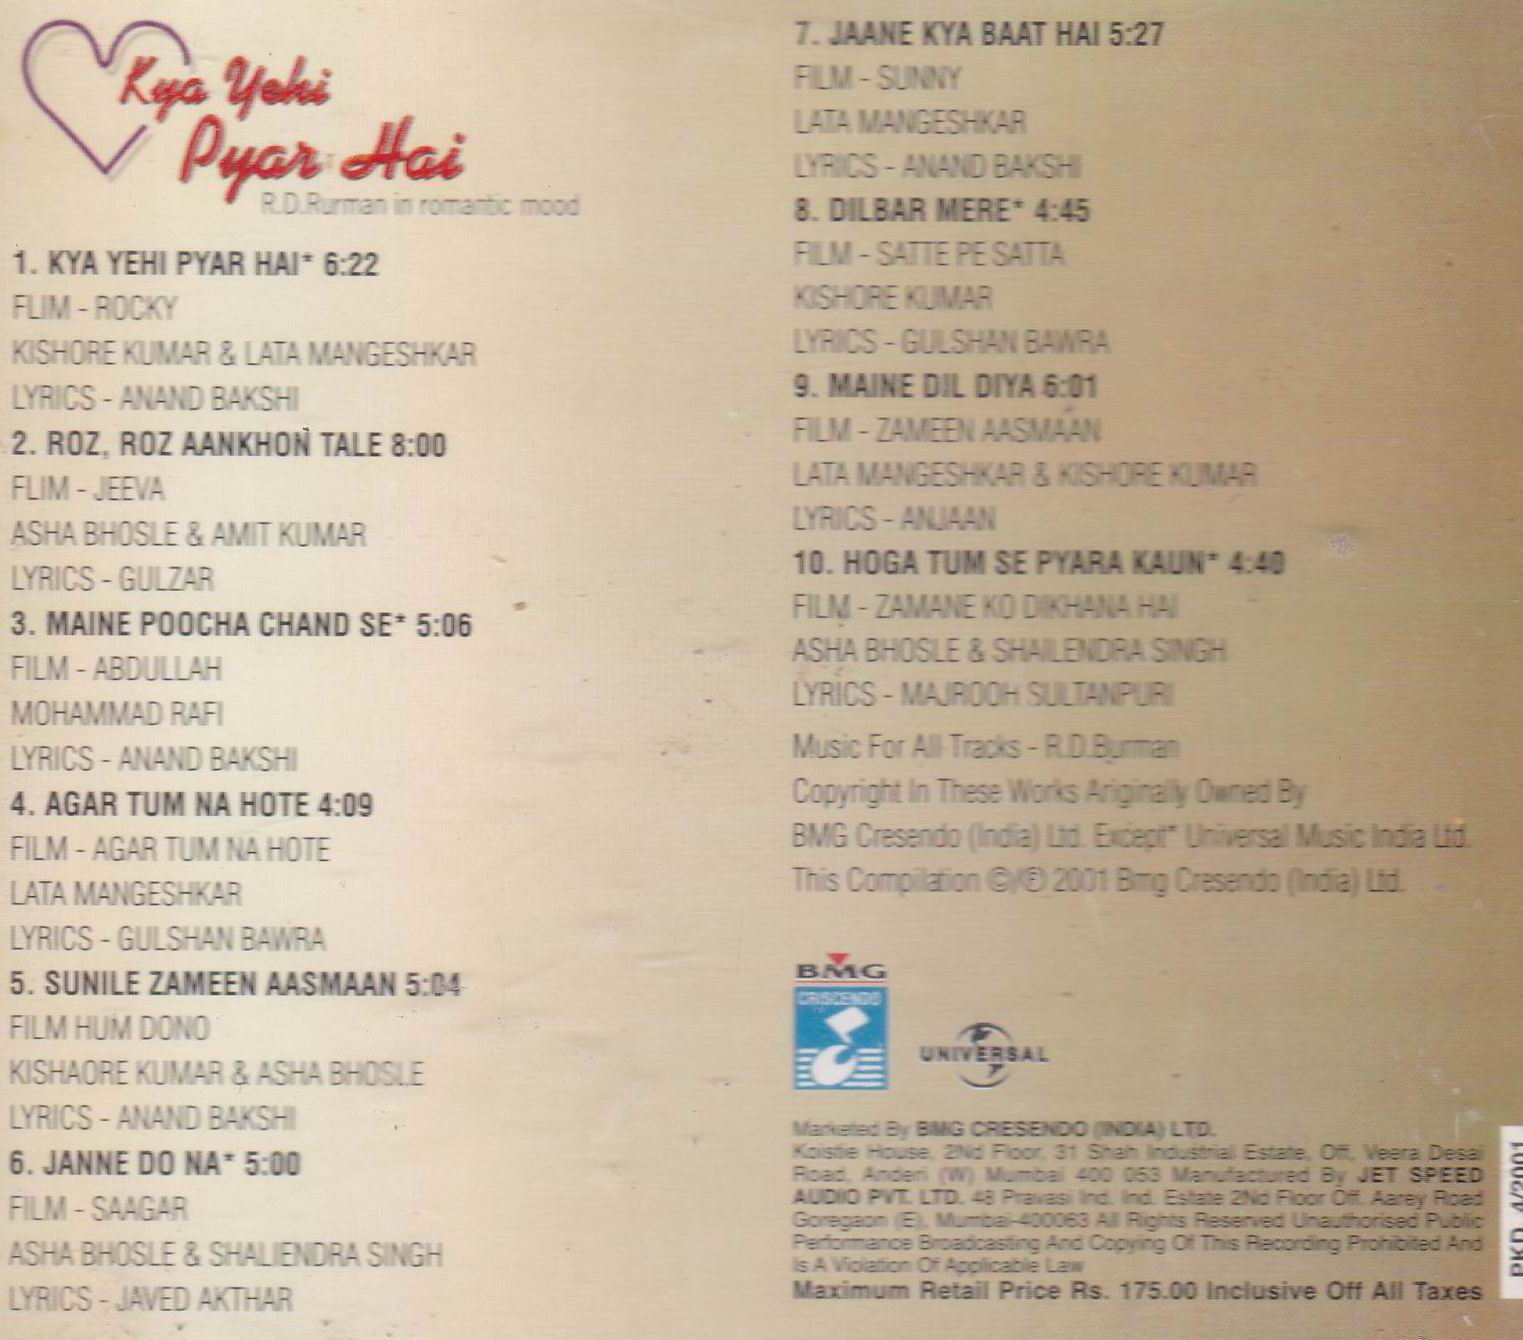 Kya Yehi
Pyar Hai
R.D.Rurman in romantic mood
1. KYA YEHI PYAR HAI* 6:22
FLIM - ROCKY
KISHORE KUMAR & LATA MANGESHKAR
LYRICS - ANAND BAKSHI
2. ROZ, ROZ AANKHON TALE 8:00
FLIM - JEEVA
ASHA BHOSLE & AMIT KUMAR
LYRICS - GULZAR
3. MAINE POOCHA CHAND SE* 5:06
FILM - ABDULLAH
MOHAMMAD RAFI
LYRICS - ANAND BAKSHI
4. AGAR TUM NA HOTE 4:09
FILM - AGAR TUM NA HOTE
LATA MANGESHKAR
LYRICS - GULSHAN BAWRA
5. SUNILE ZAMEEN AASMAAN 5:04
FILM HUM DONO
KISHAORE KUMAR & ASHA BHOSLE
LYRICS - ANAND BAKSHI
6. JANNE DO NA* 5:00
FILM - SAAGAR
ASHA BHOSLE & SHALIENDRA SINGH
LYRICS - JAVED AKTHAR
7. JAANE KYA BAAT HAI 5:27
FILM - SUNNY
LATA MANGESHKAR
LYRICS - ANAND BAKSHI
8. DILBAR MERE* 4:45
FILM - SATTE PE SATTA
KISHORE KUMAR
LYRICS - GULSHAN BAWRA
9. MAINE DIL DIYA 6:01
FILM - ZAMEEN AASMAAN
LATA MANGESHKAR & KISHORE KUMAR
LYRICS - ANJAAN
10. HOGA TUM SE PYARA KAUN* 4:40
FILM - ZAMANE KO DIKHANA HAI
ASHA BHOSLE & SHAILENDRA SINGH
LYRICS - MAJROOH SULTANPURI
Music For All Tracks - R.D.Burman
Copyright In These Works Ariginally Owned By
BMG Cresendo (India) Ltd. Except* Universal Music India Ltd.
This Compilation ©/℗ 2001 Bmg Cresendo (India) Ltd.
BMG
CRISCENDO
UNIVERSAL
Marketed By BMG CRESENDO (INDIA) LTD.
Koistie House, 2Nd Floor, 31 Shah Industrial Estate, Off, Veera Desai
Road, Anderi (W) Mumbai 400 053 Manufactured By JET SPEED
AUDIO PVT. LTD. 48 Pravasi Ind. Ind. Estate 2Nd Floor Off. Aarey Road
Goregaon (E), Mumbai-400063 All Rights Reserved Unauthorised Public
Performance Broadcasting And Copying Of This Recording Prohibited And
Is A Violation Of Applicable Law
Maximum Retail Price Rs. 175.00 Inclusive Off All Taxes
PKD 4/2001